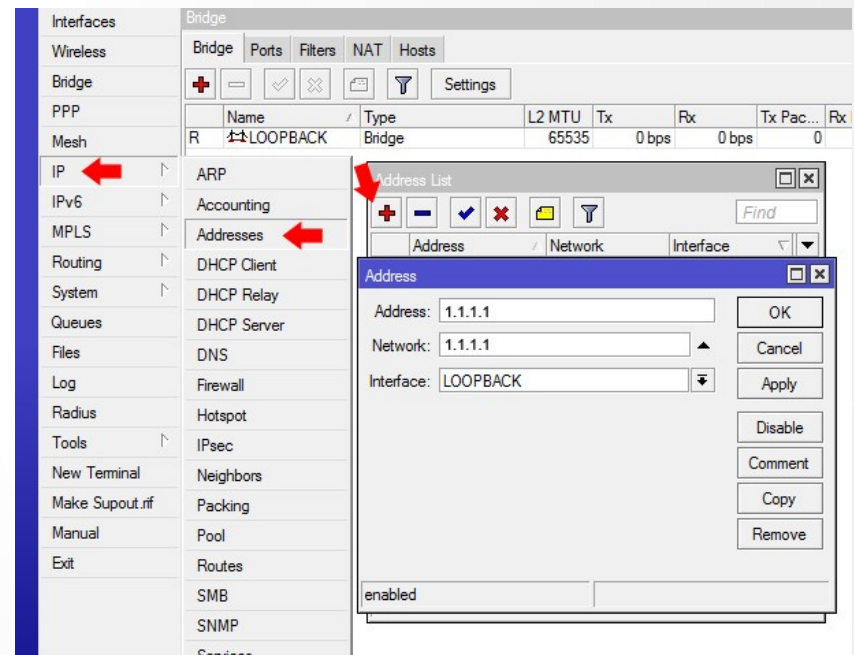 Interfaces
Wireless
Bridge
PPP
Mesh
IP
IPv6
MPLS
Routing
System
Queues
Files
Log
Radius
Tools
New Terminal
Make Supout.rif
Manual
Exit
Bridge
Bridge Ports Filters NAT Hosts
Settings
Name Type L2 MTU Tx Rx Tx Pac... Rx
R LOOPBACK Bridge 65535 0 bps 0 bps 0
ARP
Accounting
Addresses
DHCP Client
DHCP Relay
DHCP Server
DNS
Firewall
Hotspot
IPsec
Neighbors
Packing
Pool
Routes
SMB
SNMP
Services
Address List
Find
Address Network Interface
Address
Address: 1.1.1.1
Network: 1.1.1.1
Interface: LOOPBACK
OK
Cancel
Apply
Disable
Comment
Copy
Remove
enabled